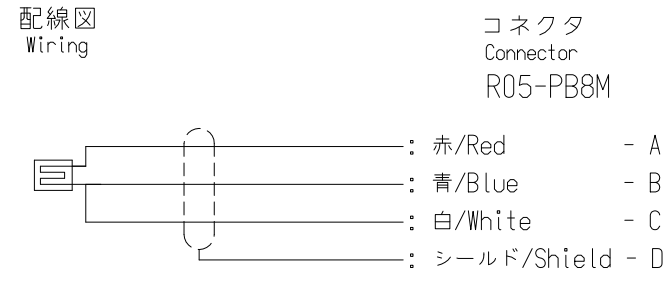 配線図
Wiring
コネクタ
Connector
R05-PB8M
: 赤/Red - A
: 青/Blue - B
: 白/White - C
: シールド/Shield - D